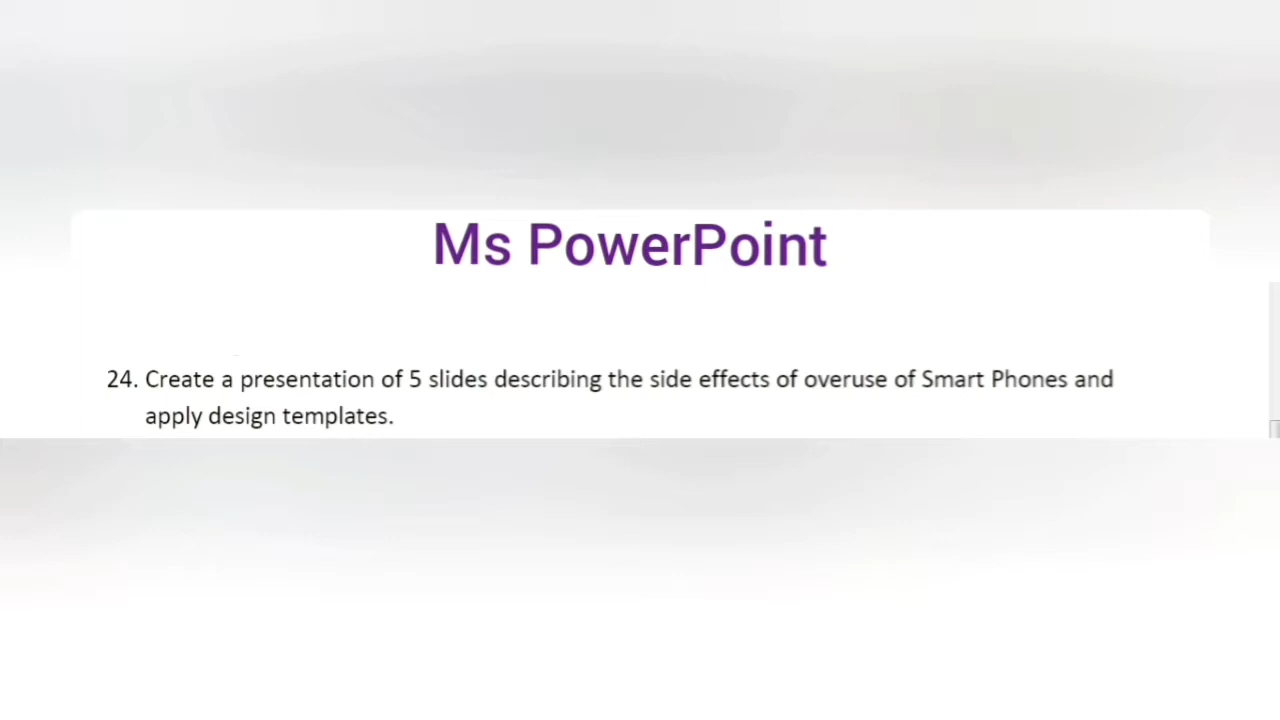 Ms PowerPoint
24. Create a presentation of 5 slides describing the side effects of overuse of Smart Phones and
apply design templates.